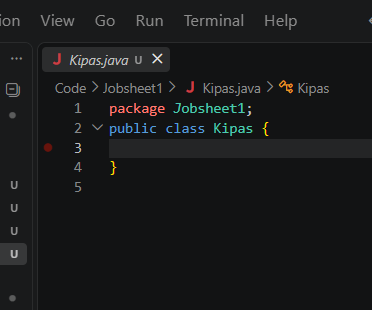 ion View Go Run Terminal Help
J Kipas.java U ×
Code > Jobsheet1 > J Kipas.java > Kipas
1 package Jobsheet1;
2 public class Kipas {
3
4 }
5
U
U
U
U